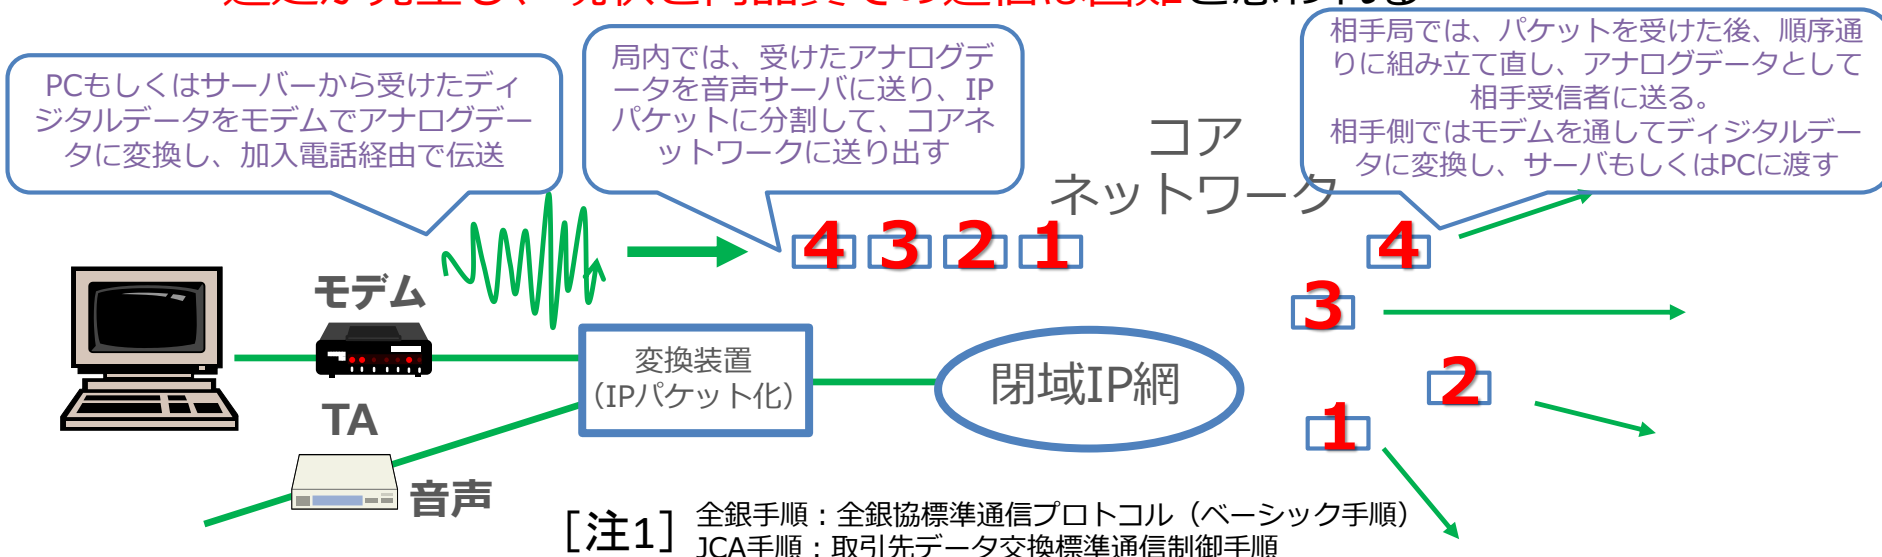 相手局では、パケットを受けた後、順序通
りに組み立て直し、アナログデータとして
相手受信者に送る。
相手側ではモデムを通してディジタルデー
タに変換し、サーバもしくはPCに渡す
局内では、受けたアナログデ
ータを音声サーバに送り、IP
パケットに分割して、コアネ
ットワークに送り出す
PCもしくはサーバーから受けたディ
ジタルデータをモデムでアナログデー
タに変換し、加入電話経由で伝送
コア
ネットワーク
4 3 2 1
4
3
2
1
モデム
変換装置
（IPパケット化）
閉域IP網
TA
音声
［注1］
全銀手順：全銀協標準通信プロトコル（ベーシック手順）
JCA手順：取引先データ交換標準通信制御手順